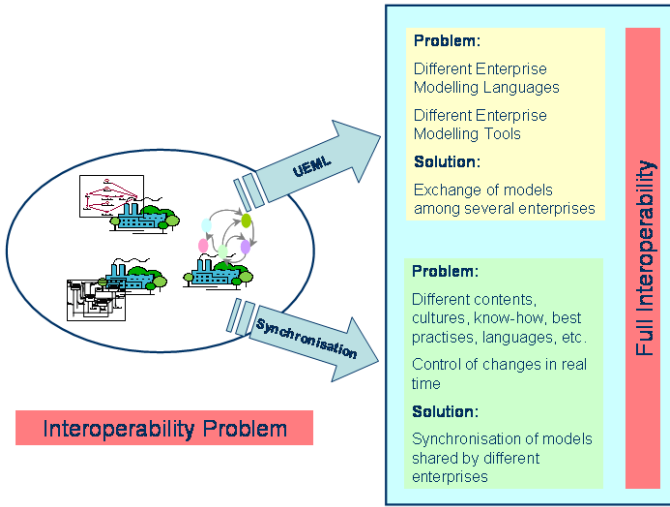 UEML
Synchronisation
Interoperability Problem
Problem:
Different Enterprise
Modelling Languages
Different Enterprise
Modelling Tools
Solution:
Exchange of models
among several enterprises
Problem:
Different contents,
cultures, know-how, best
practises, languages, etc.
Control of changes in real
time
Solution:
Synchronisation of models
shared by different
enterprises
Full Interoperability